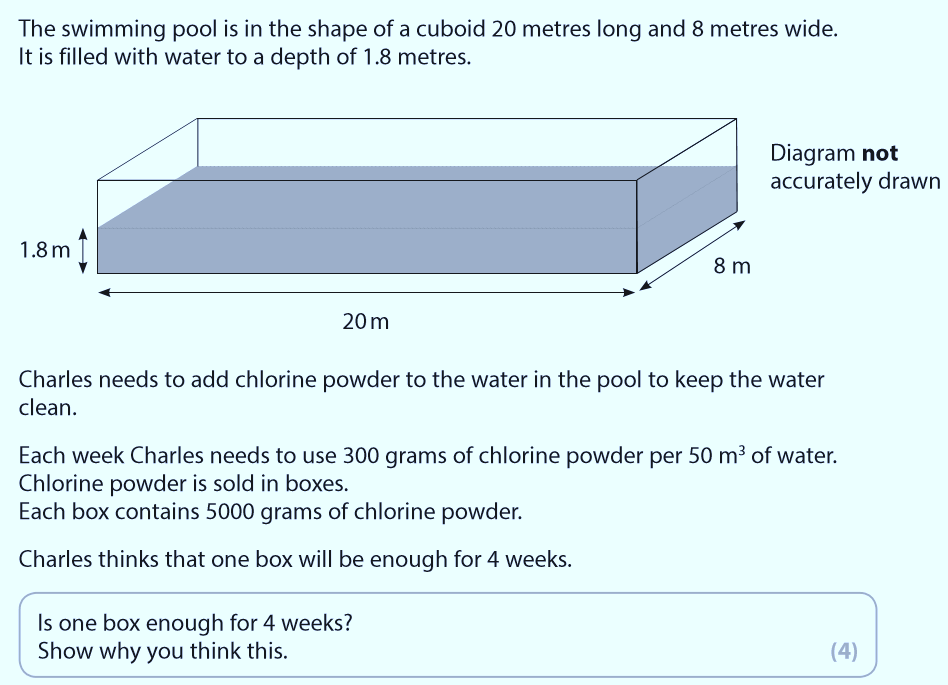 The swimming pool is in the shape of a cuboid 20 metres long and 8 metres wide.
It is filled with water to a depth of 1.8 metres.
Diagram not
accurately drawn
1.8 m
8 m
20 m
Charles needs to add chlorine powder to the water in the pool to keep the water
clean.
Each week Charles needs to use 300 grams of chlorine powder per 50 m³ of water.
Chlorine powder is sold in boxes.
Each box contains 5000 grams of chlorine powder.
Charles thinks that one box will be enough for 4 weeks.
Is one box enough for 4 weeks?
Show why you think this.
(4)